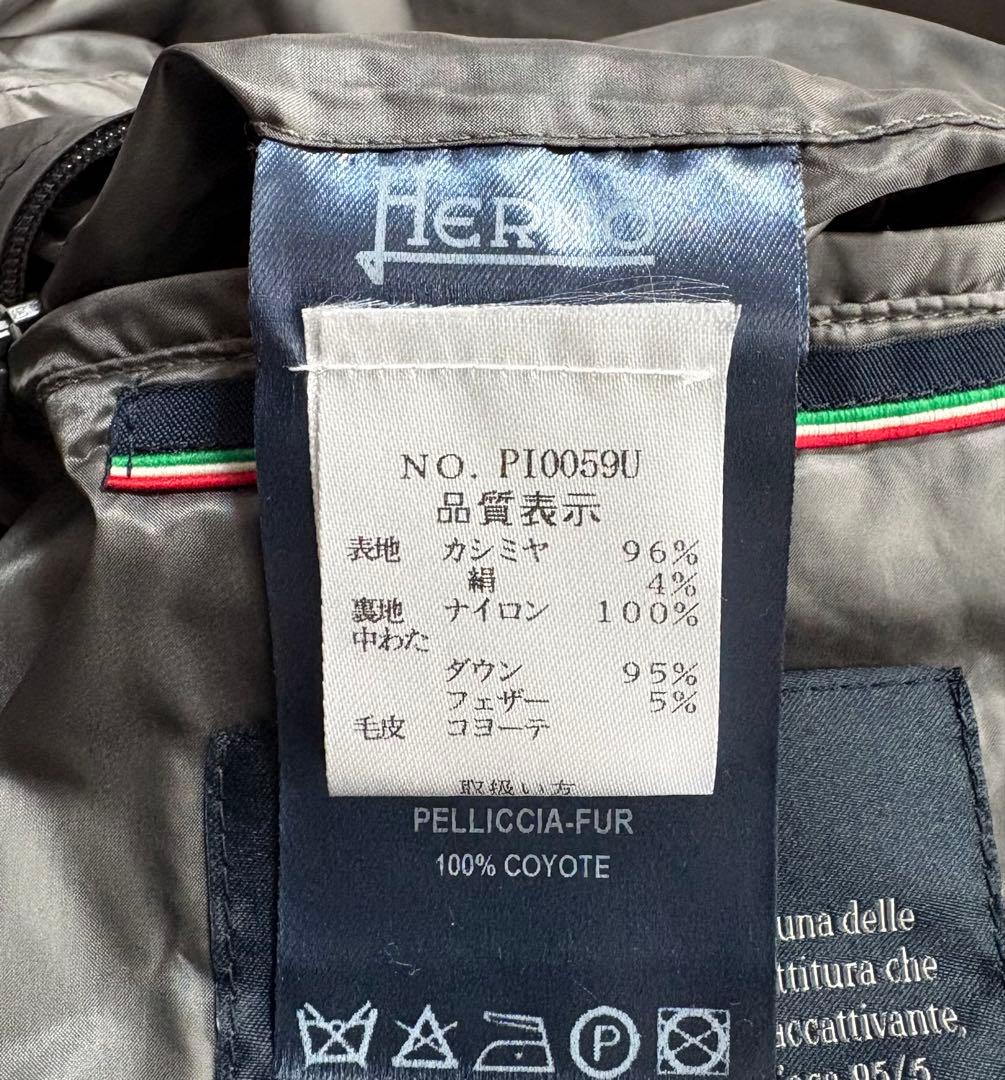 HERNO
NO. PI0059U
品質表示
表地 カシミヤ 96%
絹 4%
裏地 ナイロン 100%
中わた
ダウン 95%
フェザー 5%
毛皮 コヨーテ
取扱い方
PELLICCIA-FUR
100% COYOTE
P
una delle
ttitura che
accattivante,
95/5